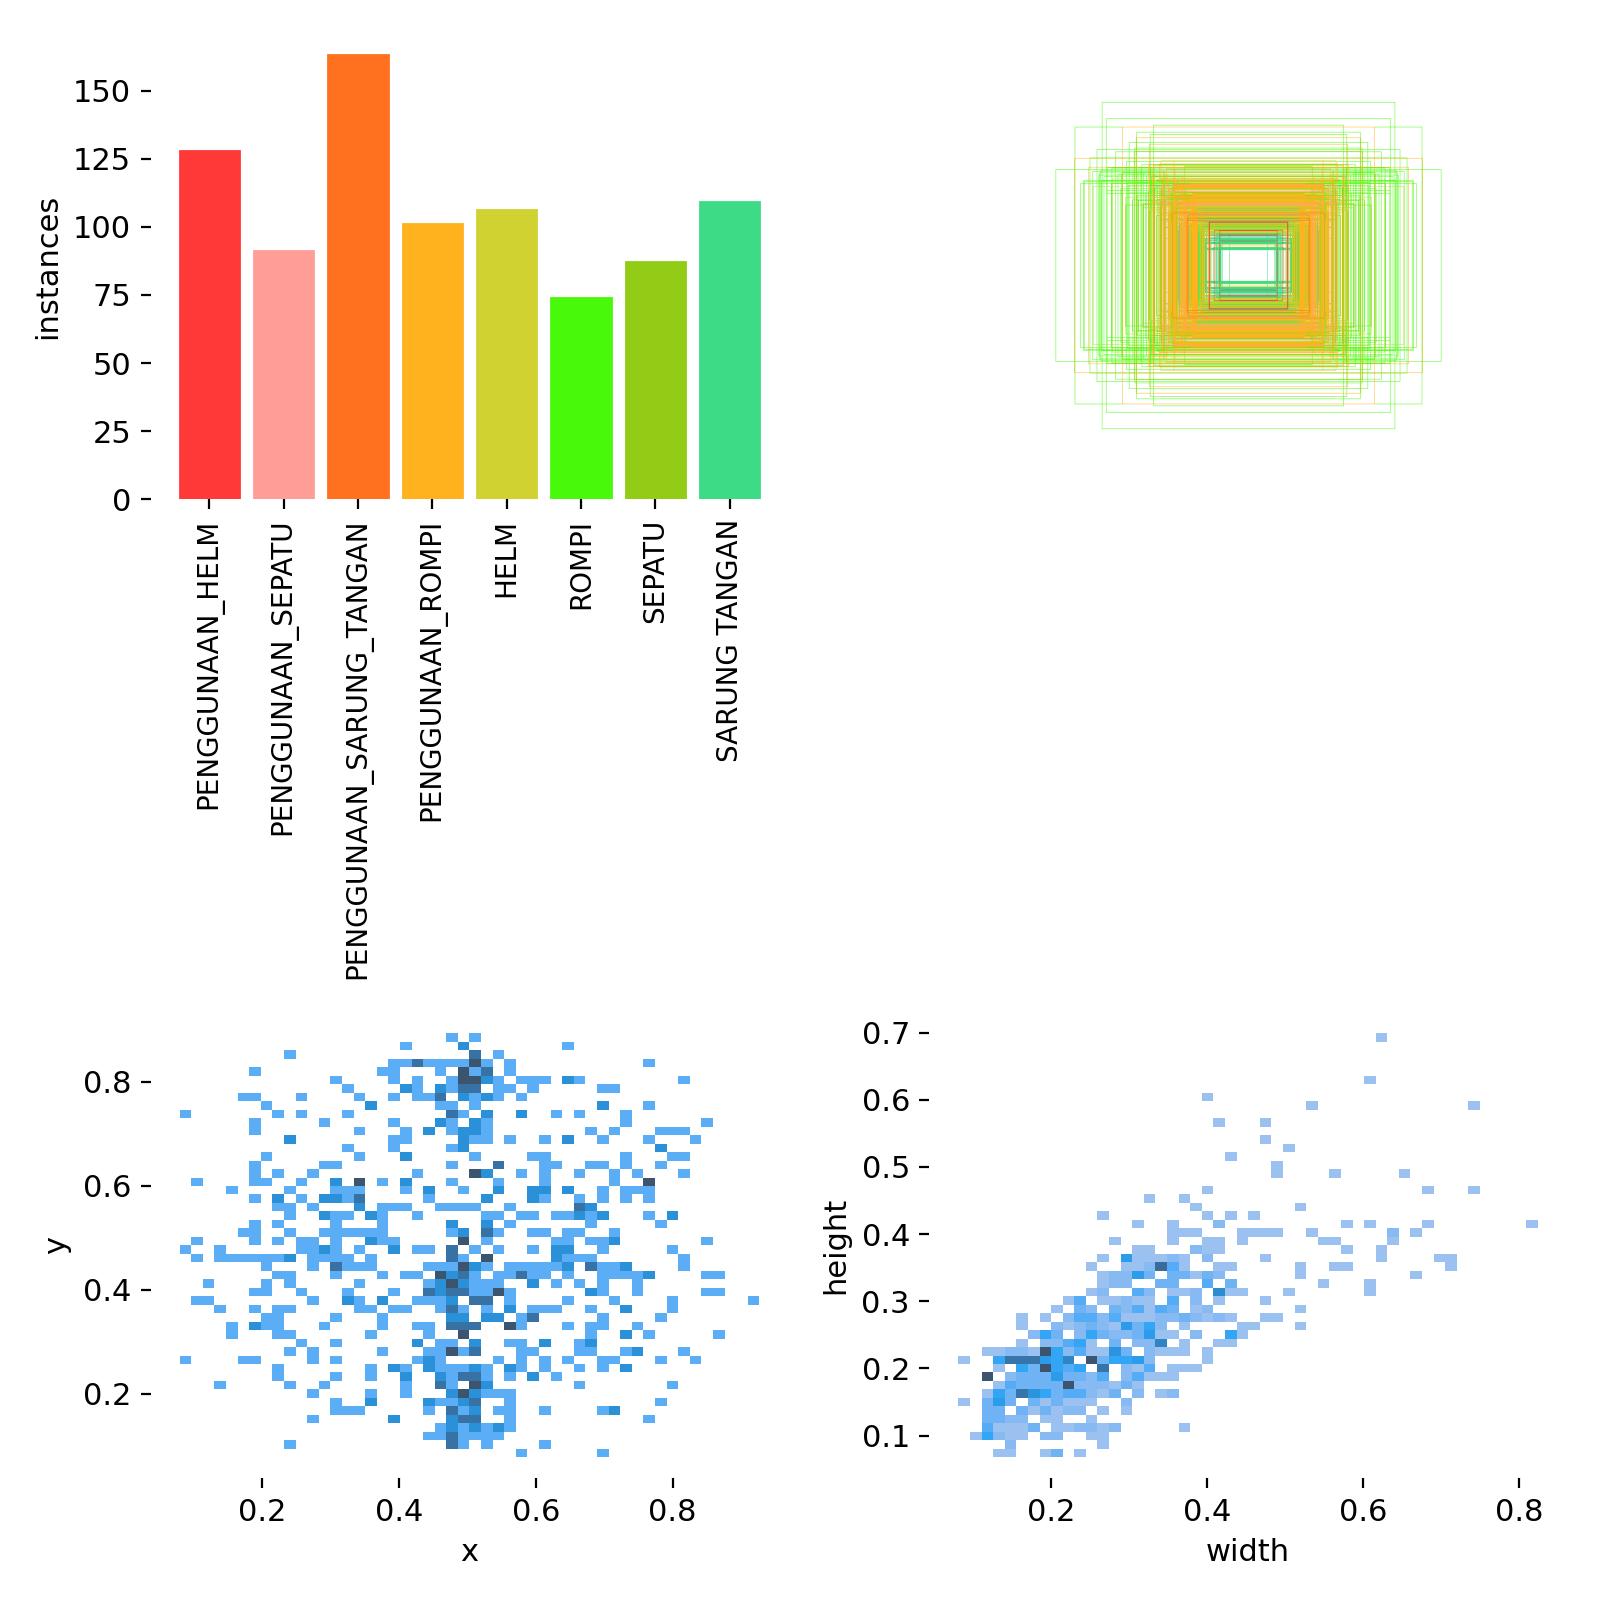 150
125
100
75
50
25
0
instances
PENGGUNAAN_HELM
PENGGUNAAN_SEPATU
PENGGUNAAN_SARUNG_TANGAN
PENGGUNAAN_ROMPI
HELM
ROMPI
SEPATU
SARUNG TANGAN
0.8
0.6
0.4
0.2
y
0.2 0.4 0.6 0.8
x
0.7
0.6
0.5
0.4
0.3
0.2
0.1
height
0.2 0.4 0.6 0.8
width